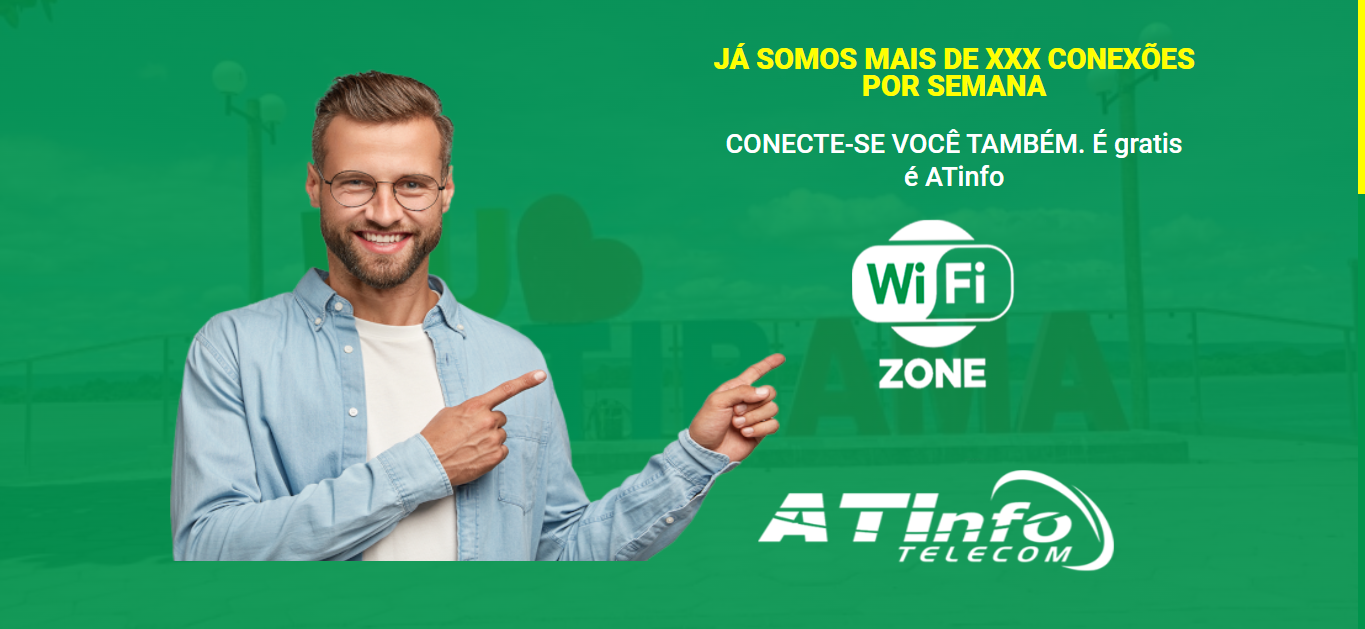 JÁ SOMOS MAIS DE XXX CONEXÕES
POR SEMANA
CONECTE-SE VOCÊ TAMBÉM. É gratis
é ATinfo
WiFi
ZONE
ATInfo
TELECOM